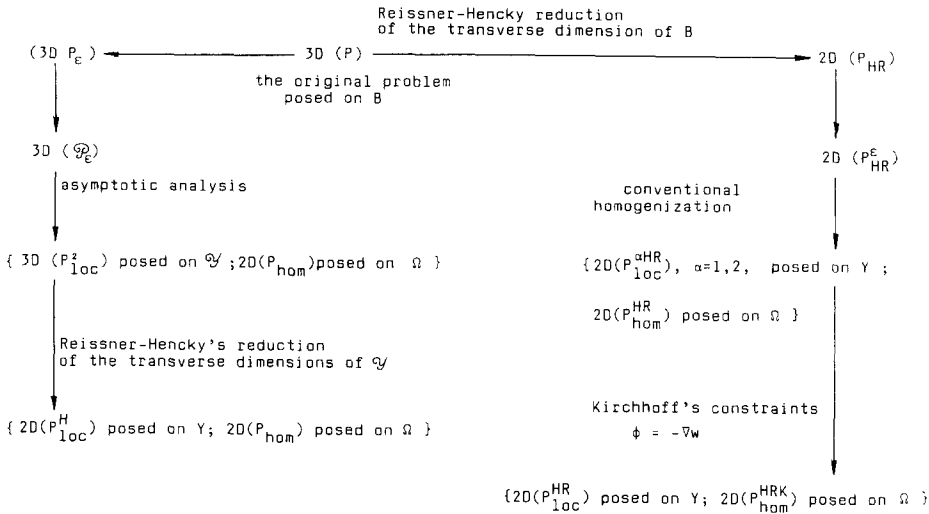 Reissner-Hencky reduction
of the transverse dimension of B
(3D P_ε) 3D (P) 2D (P_HR)
the original problem
posed on B
3D (𝒫_ε) 2D (P^ε_HR)
asymptotic analysis
conventional
homogenization
{ 3D (P^2_loc) posed on 𝒴 ;2D(P_hom)posed on Ω }
{2D(P^αHR_loc), α=1,2, posed on Y ;
2D(P^HR_hom) posed on Ω }
Reissner-Hencky's reduction
of the transverse dimensions of 𝒴
Kirchhoff's constraints
ϕ = -∇w
{ 2D(P^H_loc) posed on Y; 2D(P_hom) posed on Ω }
{2D(P^HR_loc) posed on Y; 2D(P^HRK_hom) posed on Ω }